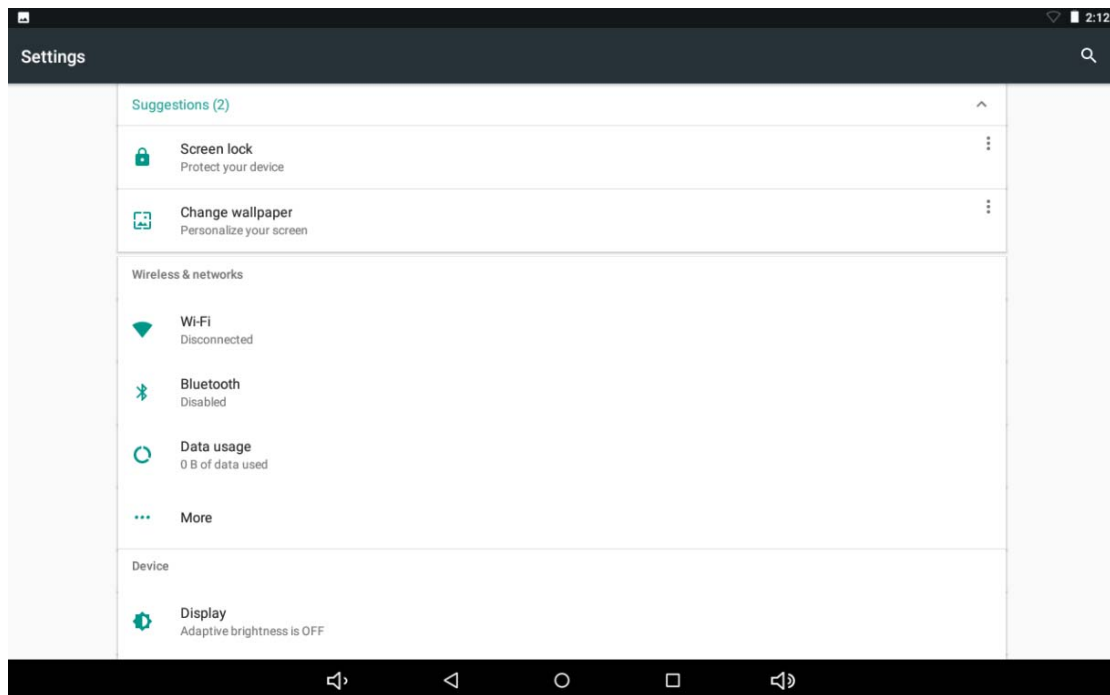 2:12
Settings
Suggestions (2)
Screen lock
Protect your device
Change wallpaper
Personalize your screen
Wireless & networks
Wi-Fi
Disconnected
Bluetooth
Disabled
Data usage
0 B of data used
More
Device
Display
Adaptive brightness is OFF